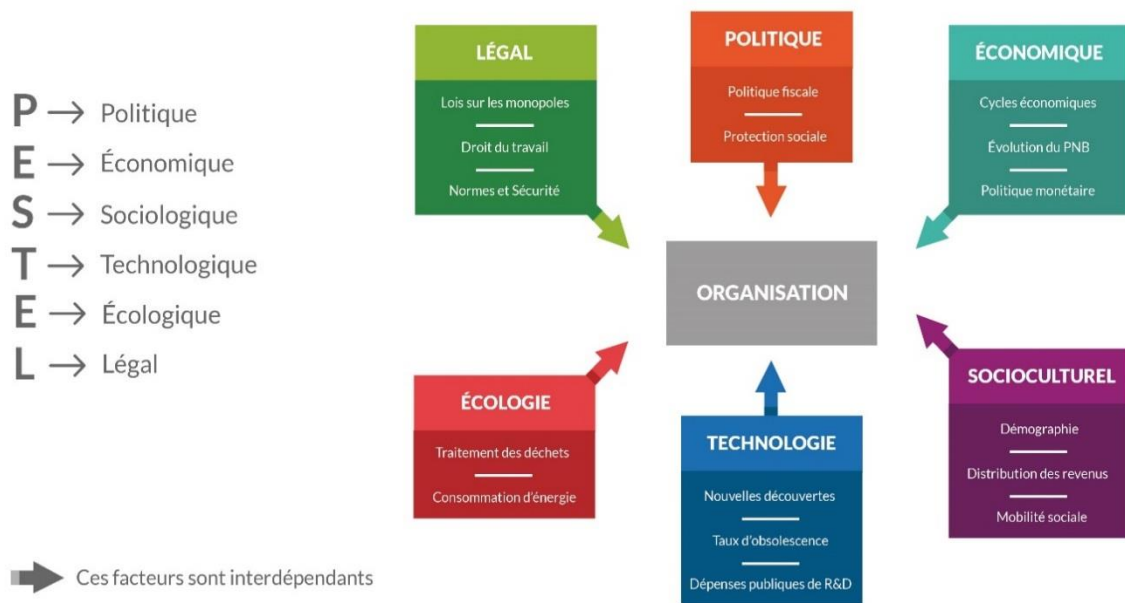 P → Politique
E → Économique
S → Sociologique
T → Technologique
E → Écologique
L → Légal
Ces facteurs sont interdépendants
LÉGAL
Lois sur les monopoles
Droit du travail
Normes et Sécurité
POLITIQUE
Politique fiscale
Protection sociale
ÉCONOMIQUE
Cycles économiques
Évolution du PNB
Politique monétaire
ORGANISATION
ÉCOLOGIE
Traitement des déchets
Consommation d'énergie
TECHNOLOGIE
Nouvelles découvertes
Taux d'obsolescence
Dépenses publiques de R&D
SOCIOCULTUREL
Démographie
Distribution des revenus
Mobilité sociale